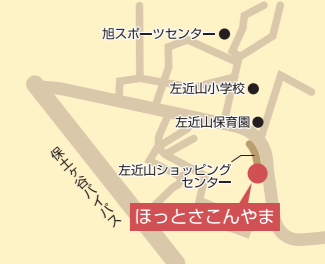 旭スポーツセンター
左近山小学校
左近山保育園
保土ヶ谷バイパス
左近山ショッピング
センター
ほっとさこんやま